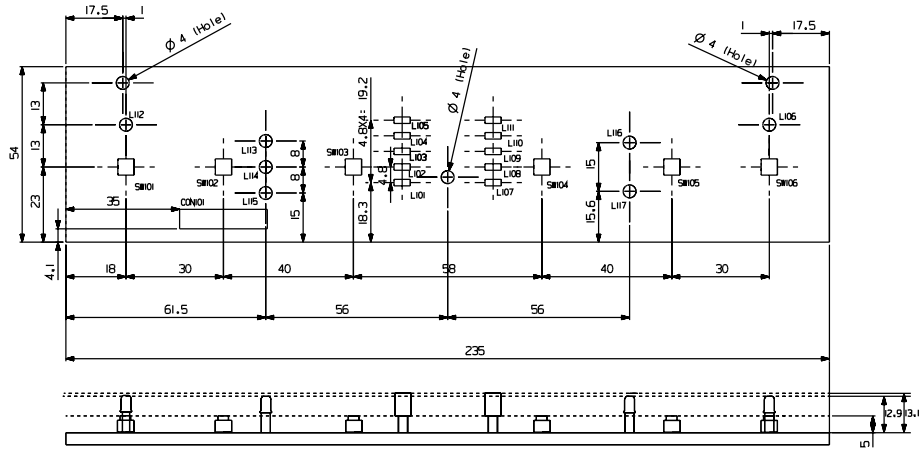 17.5
1
Ø 4 (Hole)
Ø 4 (Hole)
Ø 4 (Hole)
1
17.5
54
13
13
23
L112
L106
4.8X4= 19.2
4.8
18.3
L105
L104
L103
L102
L101
L111
L110
L109
L108
L107
L113
L114
L115
8
8
15
L116
L117
15
15.6
SW101
SW102
SW103
SW104
SW105
SW106
35
CON101
4.1
18
30
40
58
40
30
61.5
56
56
235
12.9
5